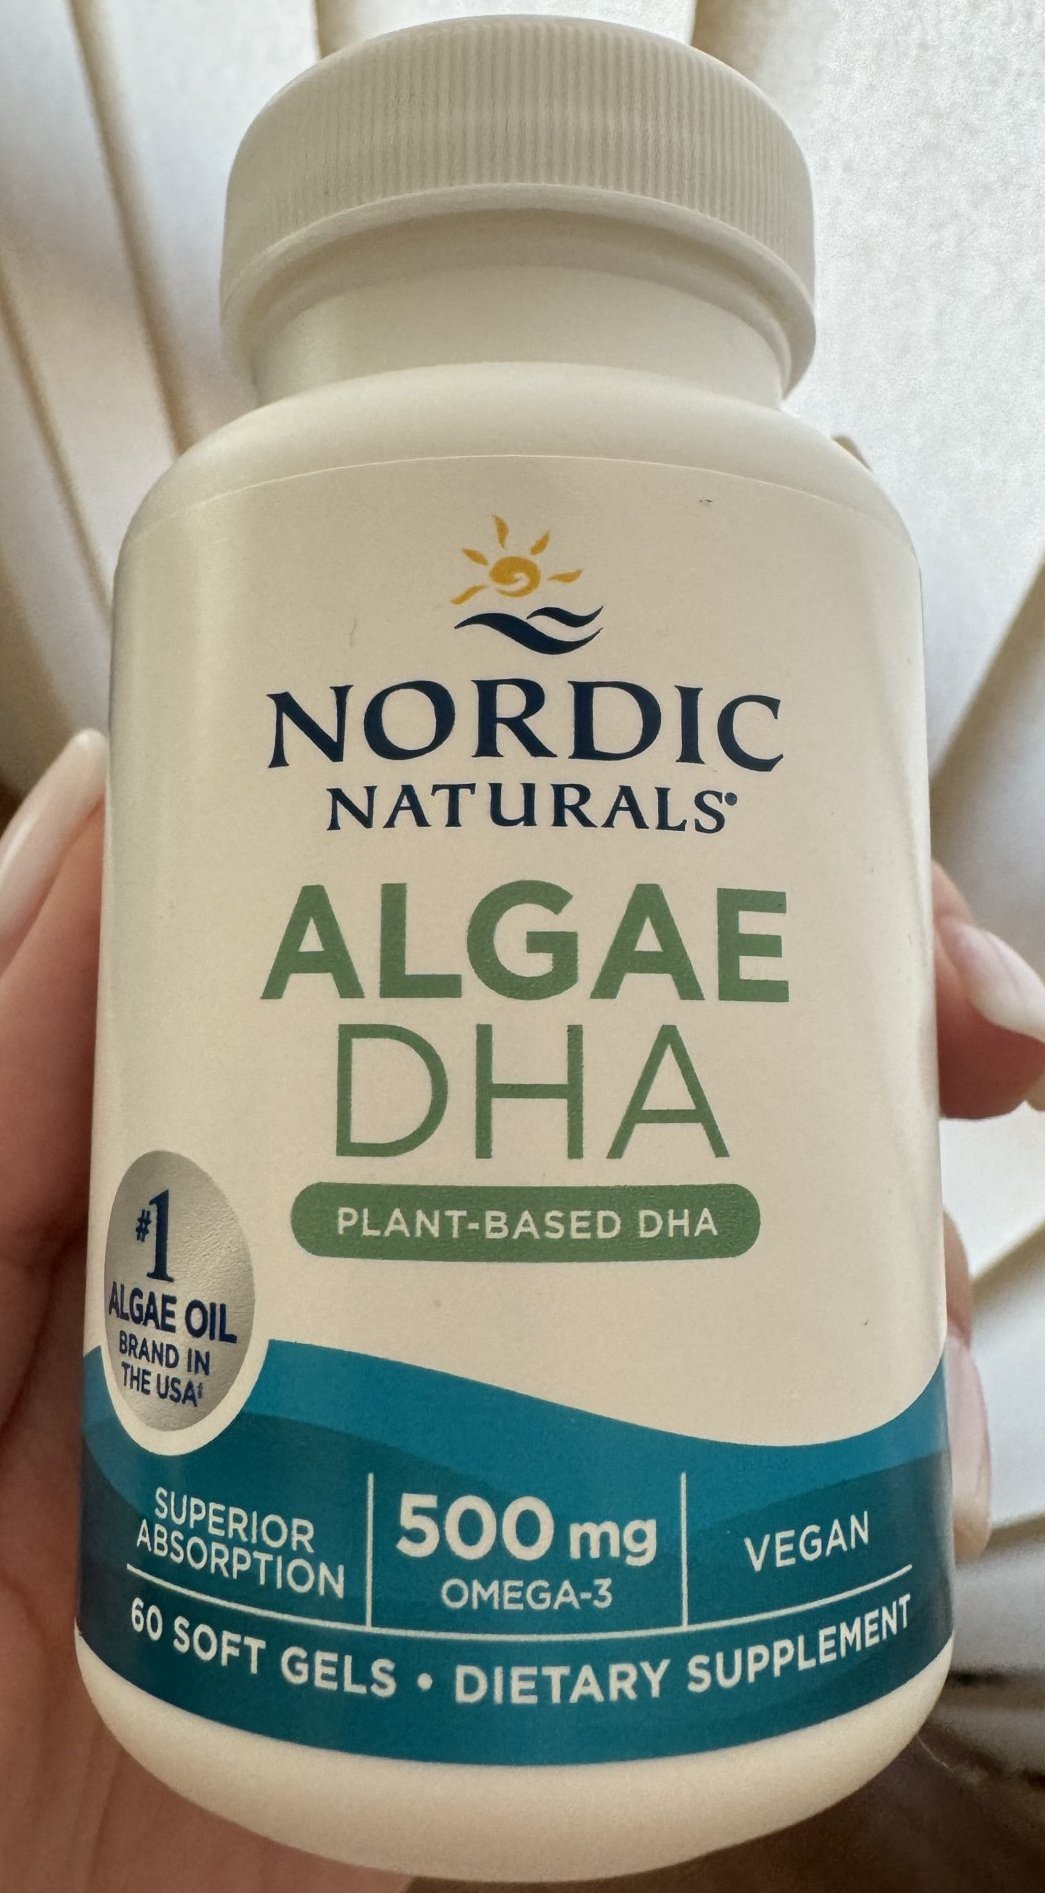 NORDIC
NATURALS®
ALGAE
DHA
PLANT-BASED DHA
#1
ALGAE OIL
BRAND IN
THE USA‡
SUPERIOR
ABSORPTION
500 mg
OMEGA-3
VEGAN
60 SOFT GELS • DIETARY SUPPLEMENT